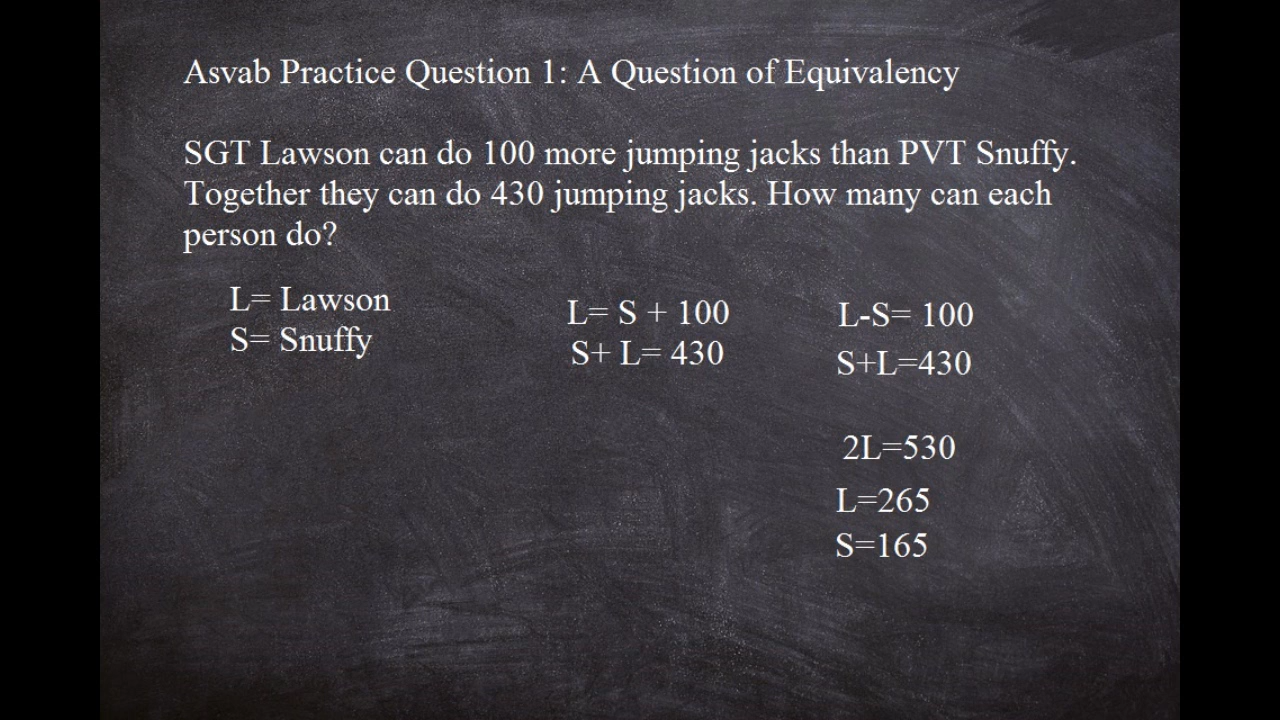 Asvab Practice Question 1: A Question of Equivalency
SGT Lawson can do 100 more jumping jacks than PVT Snuffy.
Together they can do 430 jumping jacks. How many can each
person do?
L= Lawson
S= Snuffy
L= S + 100
S+ L= 430
L-S= 100
S+L=430
2L=530
L=265
S=165